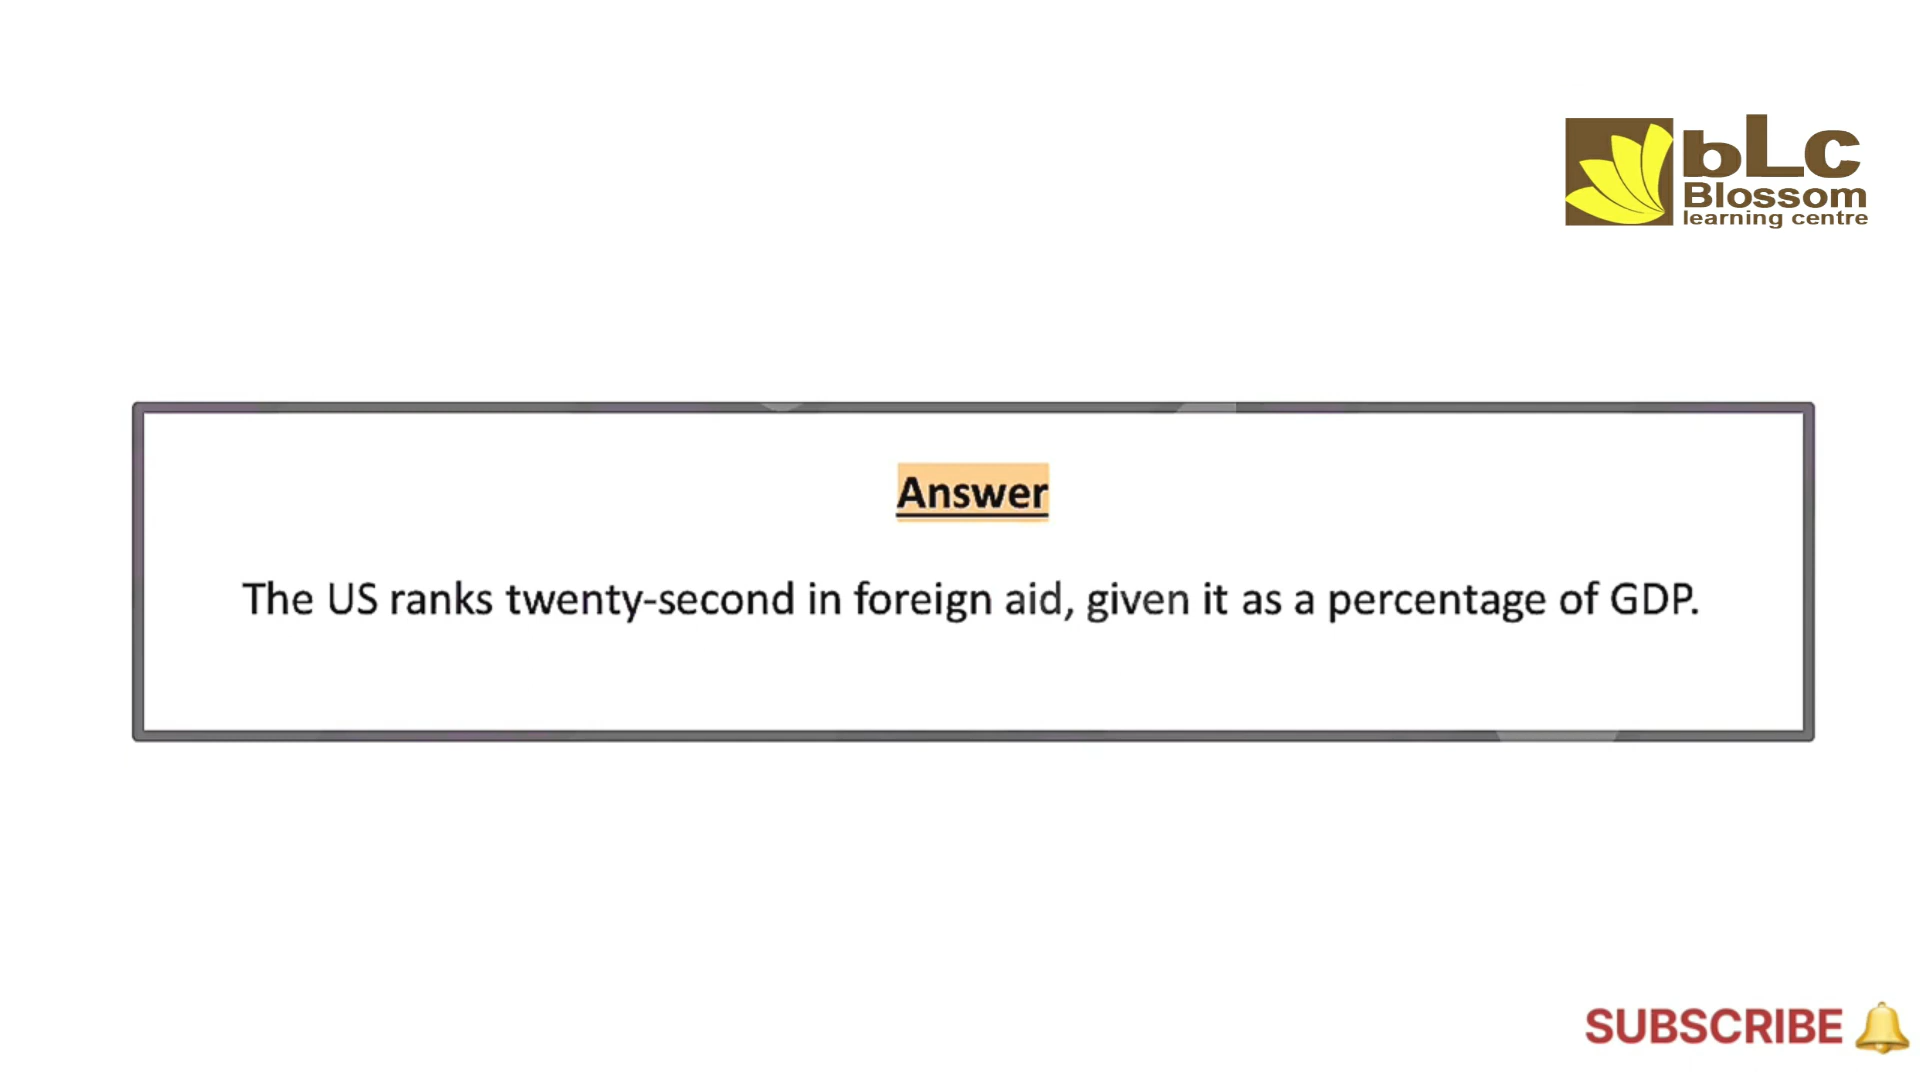 bLc
Blossom
learning centre
Answer
The US ranks twenty-second in foreign aid, given it as a percentage of GDP.
SUBSCRIBE